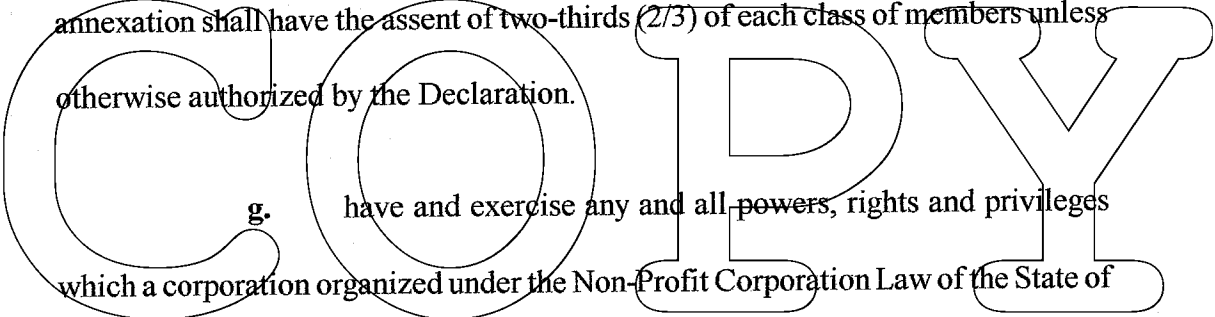 annexation shall have the assent of two-thirds (2/3) of each class of members unless
otherwise authorized by the Declaration.
g. have and exercise any and all powers, rights and privileges
which a corporation organized under the Non-Profit Corporation Law of the State of
COPY